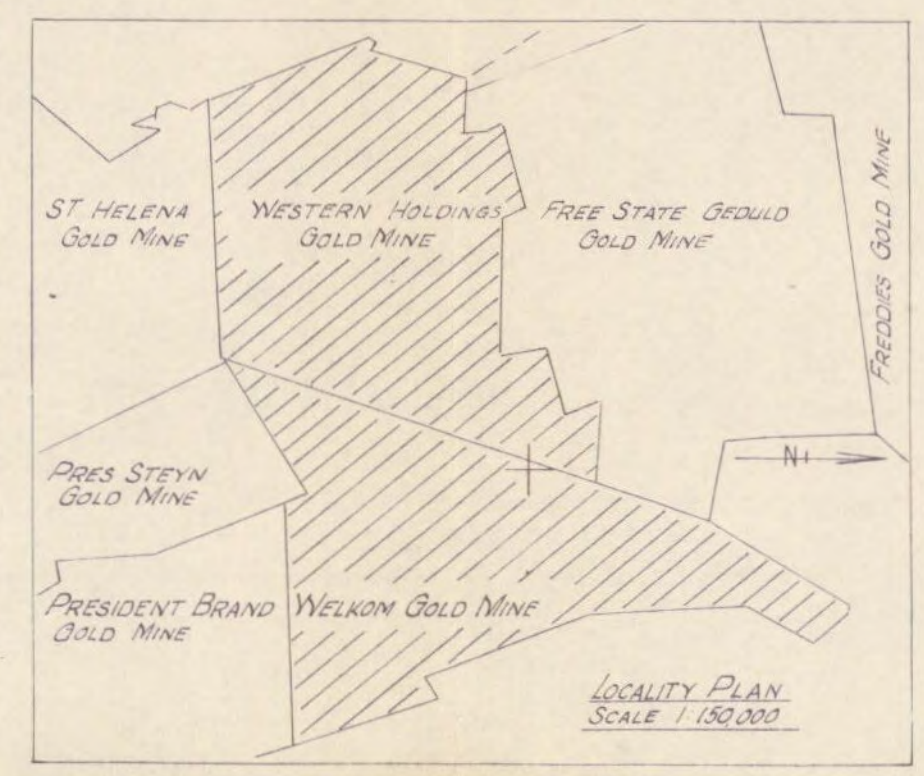 ST HELENA
GOLD MINE
WESTERN HOLDINGS
GOLD MINE
FREE STATE GEDULD
GOLD MINE
FREDDIES GOLD MINE
PRES STEYN
GOLD MINE
N
PRESIDENT BRAND
GOLD MINE
WELKOM GOLD MINE
LOCALITY PLAN
SCALE 1:150,000